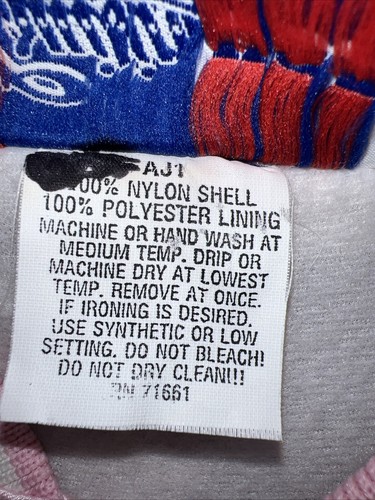 AJ1
100% NYLON SHELL
100% POLYESTER LINING
MACHINE OR HAND WASH AT
MEDIUM TEMP. DRIP OR
MACHINE DRY AT LOWEST
TEMP. REMOVE AT ONCE.
IF IRONING IS DESIRED.
USE SYNTHETIC OR LOW
SETTING. DO NOT BLEACH!
DO NOT DRY CLEAN!!!
RN 71661